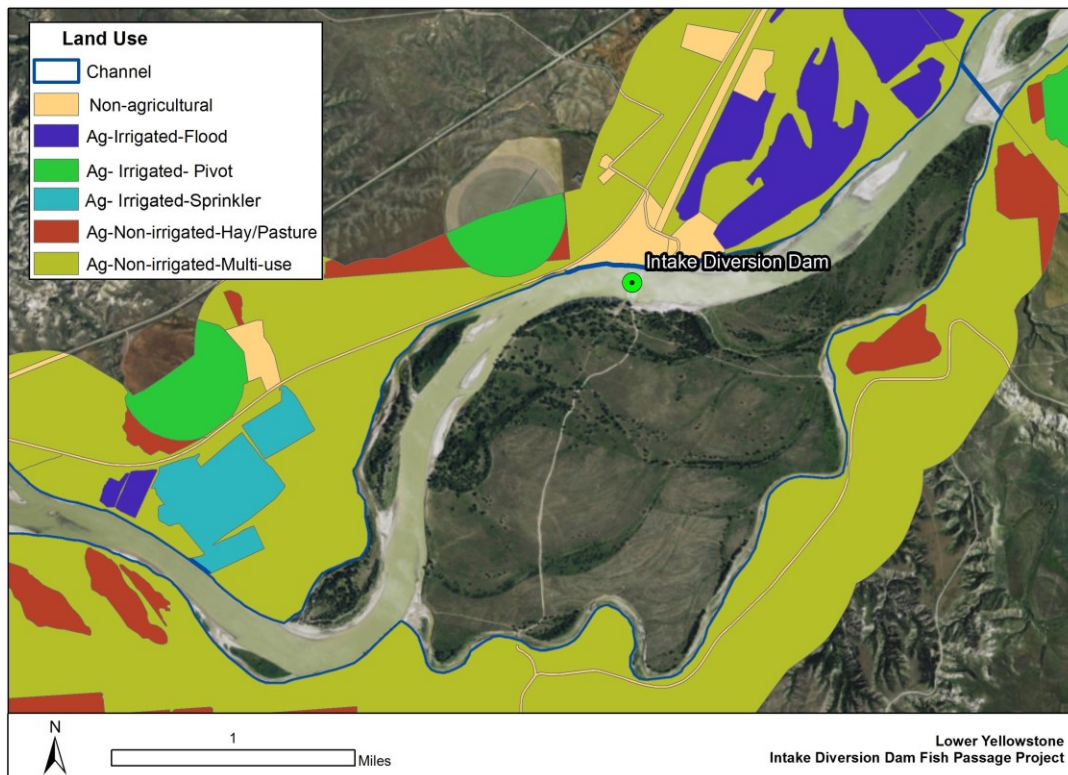 Land Use
Channel
Non-agricultural
Ag-Irrigated-Flood
Ag- Irrigated- Pivot
Ag- Irrigated-Sprinkler
Ag-Non-irrigated-Hay/Pasture
Ag-Non-irrigated-Multi-use
Intake Diversion Dam
N
1
Miles
Lower Yellowstone
Intake Diversion Dam Fish Passage Project